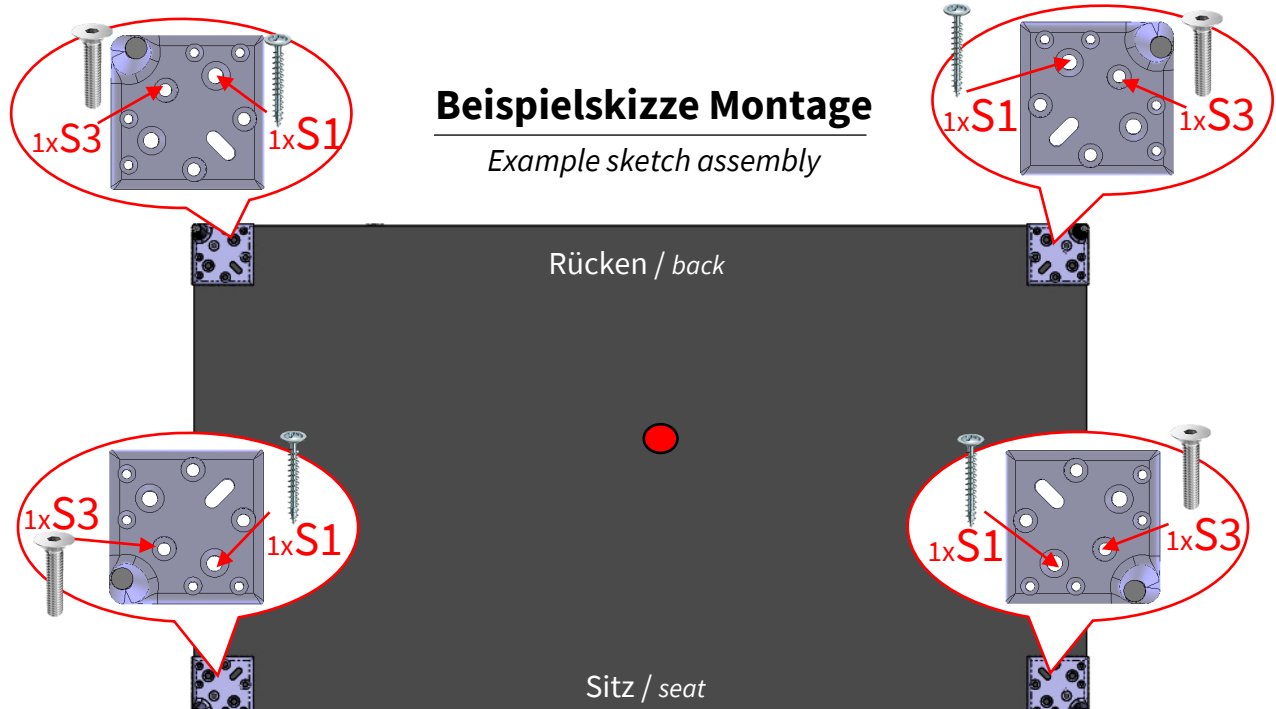 Beispielskizze Montage
Example sketch assembly
1xS3
1xS1
1xS1
1xS3
Rücken / back
1xS3
1xS1
1xS1
1xS3
Sitz / seat